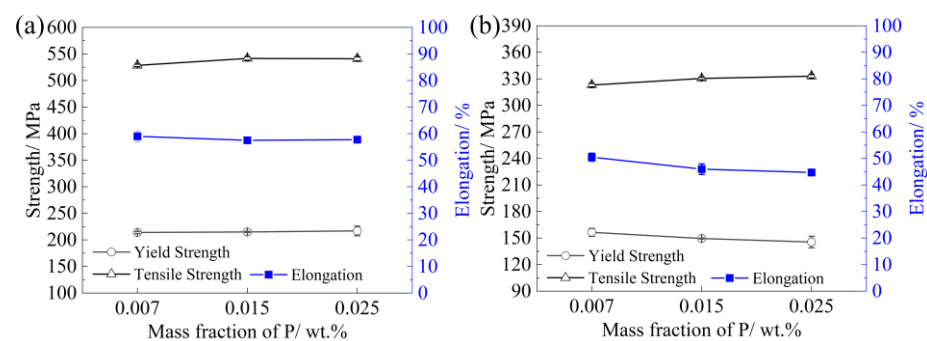 (a)
600
550
500
450
400
350
300
250
200
150
100
Strength/ MPa
100
90
80
70
60
50
40
30
20
10
0
Elongation/ %
Yield Strength
Tensile Strength
Elongation
0.007 0.015 0.025
Mass fraction of P/ wt.%
(b)
390
360
330
300
270
240
210
180
150
120
90
Strength/ MPa
100
90
80
70
60
50
40
30
20
10
0
Elongation/ %
Yield Strength
Tensile Strength
Elongation
0.007 0.015 0.025
Mass fraction of P/ wt.%